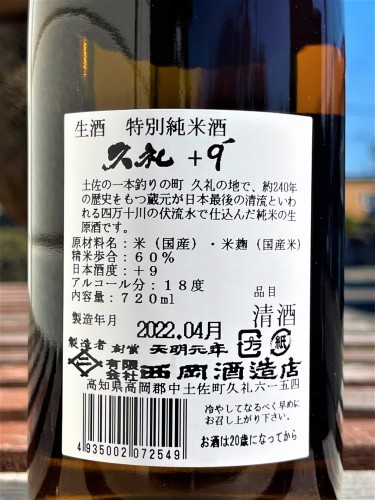 生酒 特別純米酒
久礼 +9
土佐の一本釣りの町 久礼の地で、約240年
の歴史をもつ蔵元が日本最後の清流といわ
れる四万十川の伏流水で仕込んだ純米の生
原酒です。
原材料名：米（国産）・米麹（国産米）
精米歩合：６０％
日本酒度：＋９
アルコール分：１８度
内容量：７２０ml
品目
清酒
製造年月 2022.04月
製造者 創業 天明元年
有限会社 西岡酒造店
高知県高岡郡中土佐町久礼六一五四
フタ
紙
冷やしてなるべく早めに
お召し上がり下さい。
お酒は20歳になってから
4935002072549